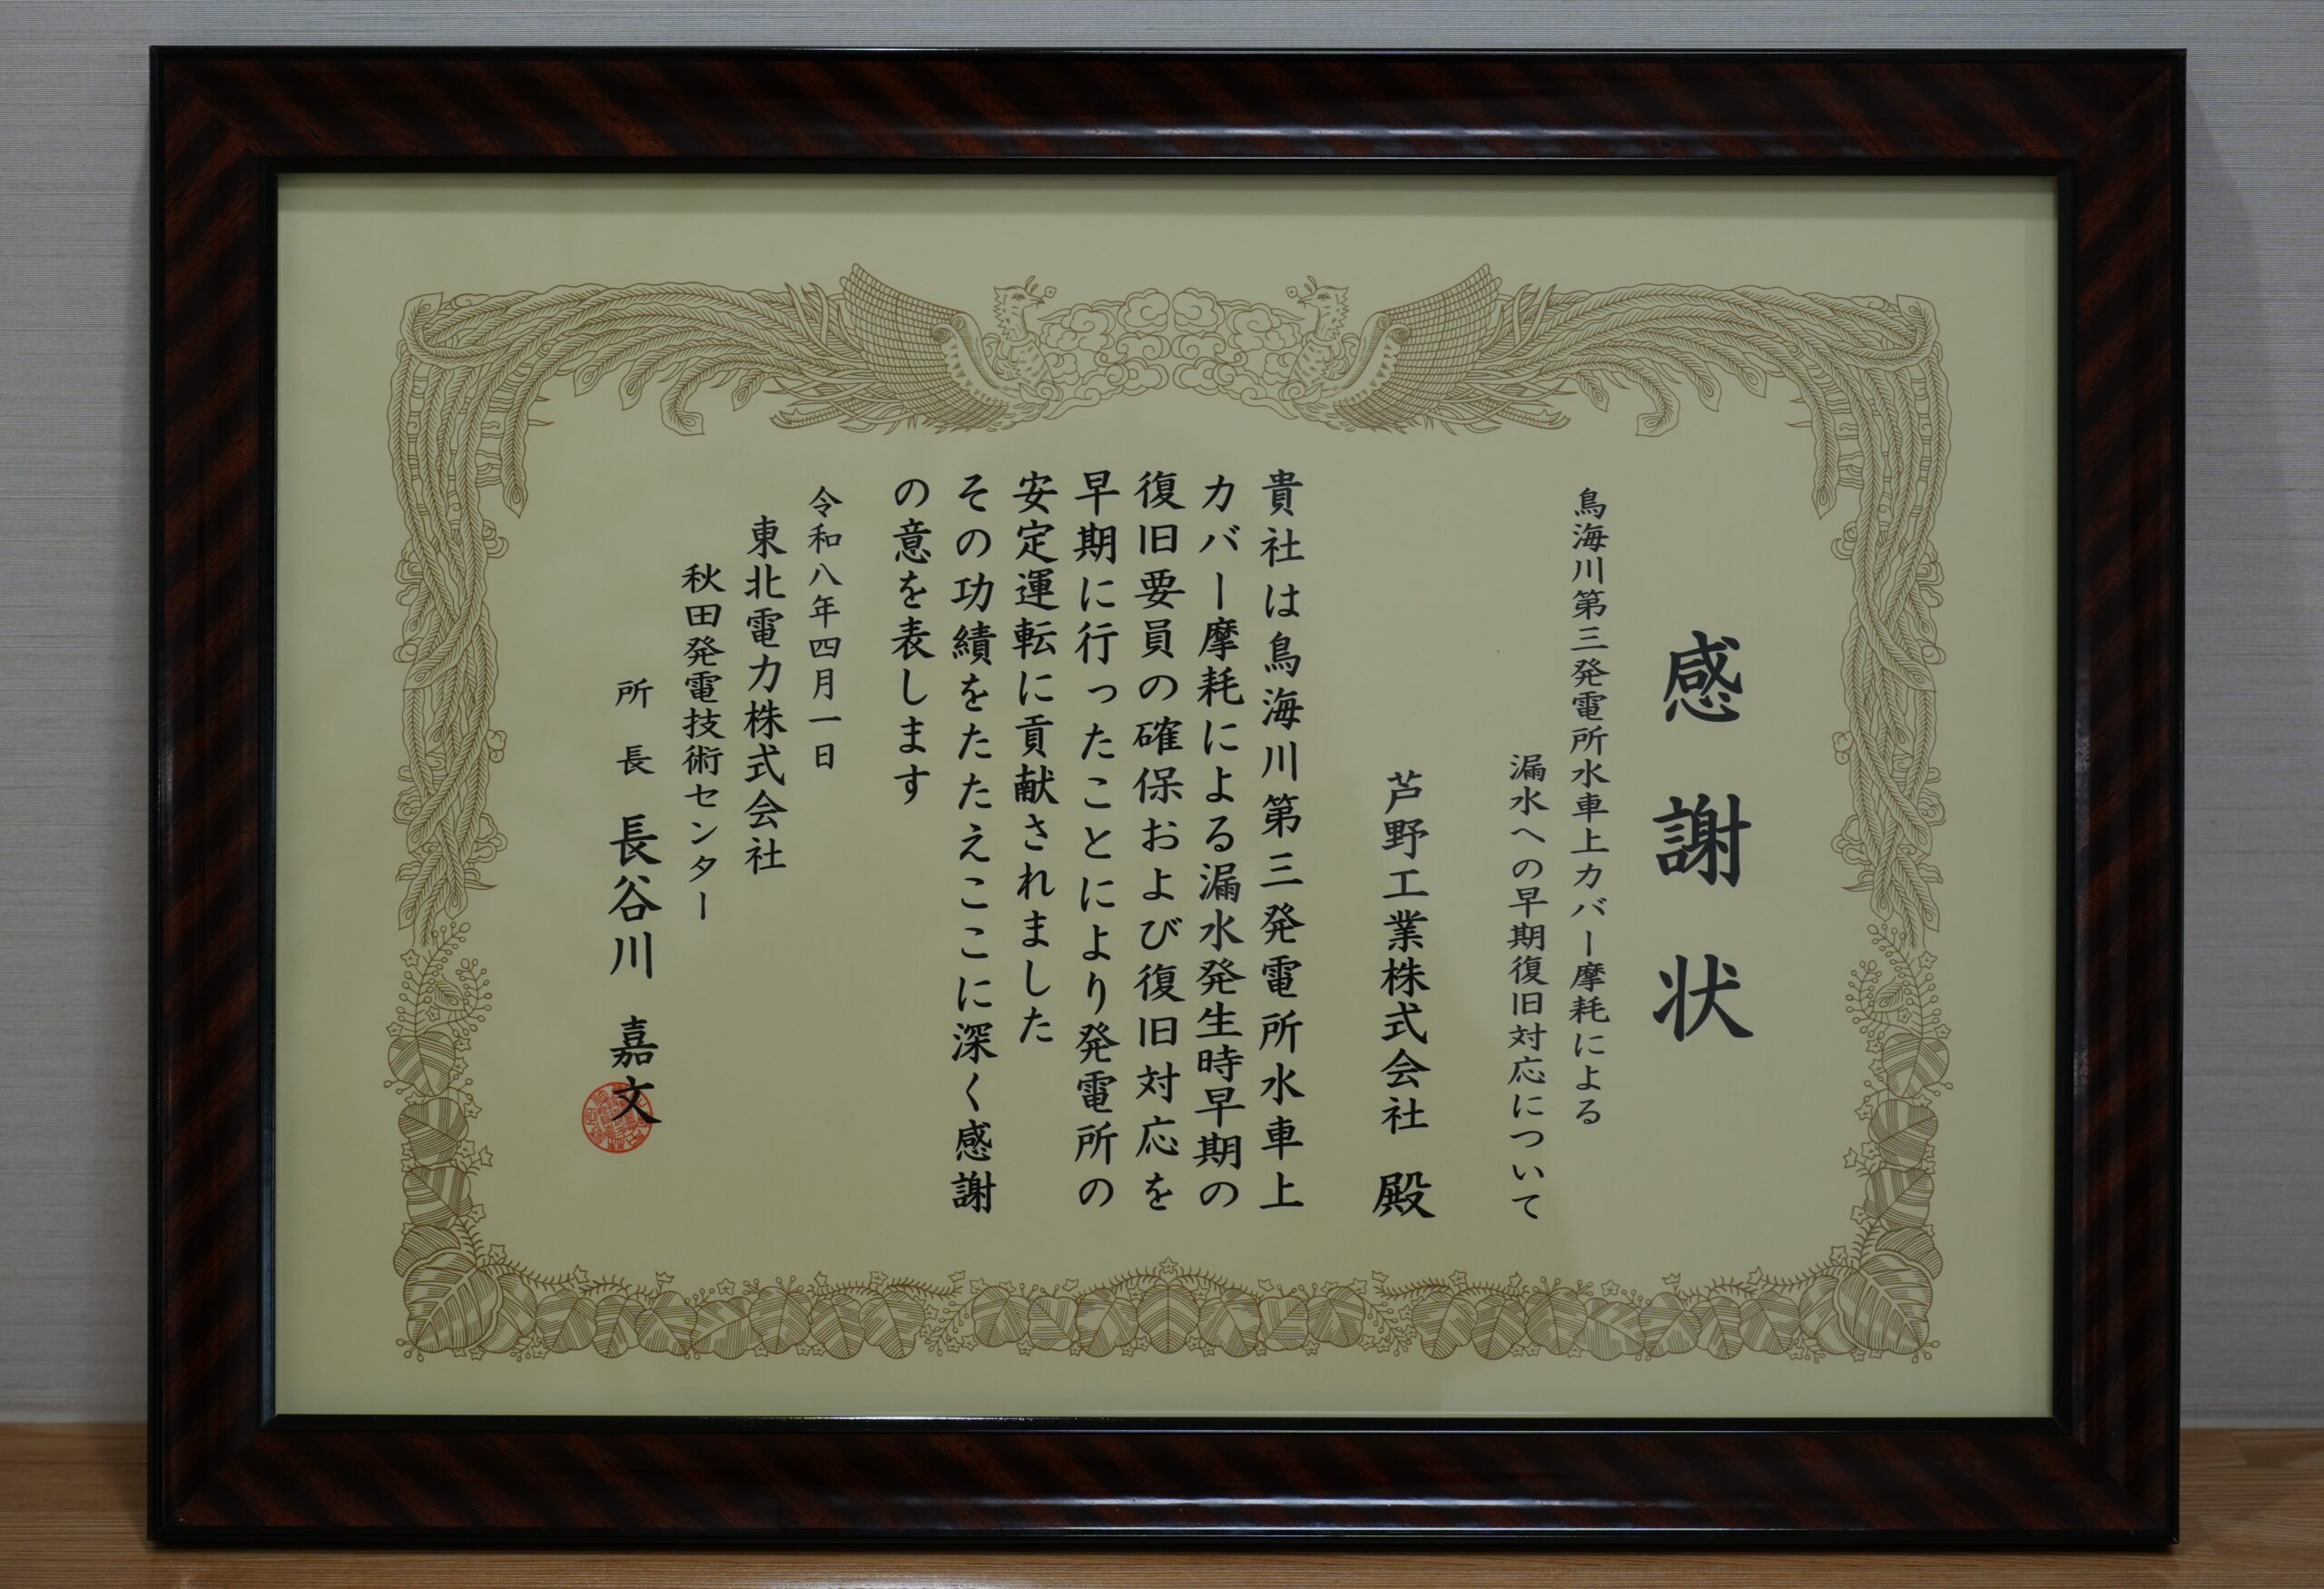 感謝状
鳥海川第三発電所水車上カバー摩耗による
漏水への早期復旧対応について
芦野工業株式会社 殿
貴社は鳥海川第三発電所水車上
カバー摩耗による漏水発生時早期の
復旧要員の確保および復旧対応を
早期に行ったことにより発電所の
安定運転に貢献されました
その功績をたたえここに深く感謝
の意を表します
令和八年四月一日
東北電力株式会社
秋田発電技術センター
所長 長谷川 嘉文